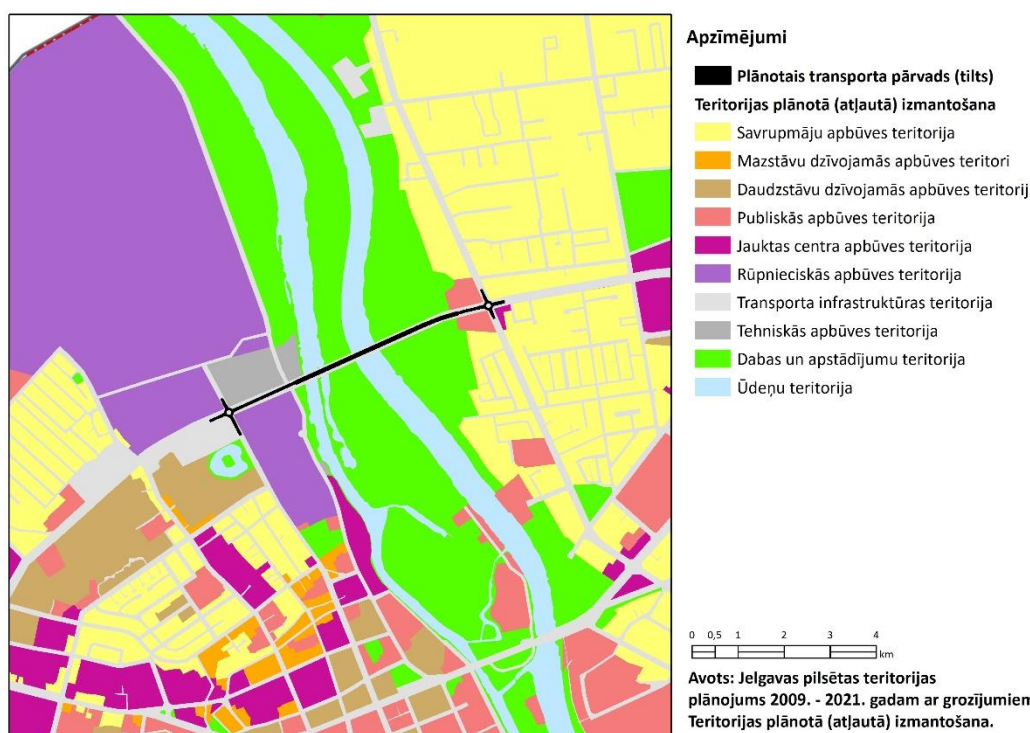 Apzīmējumi
Plānotais transporta pārvads (tilts)
Teritorijas plānotā (atļautā) izmantošana
Savrupmāju apbūves teritorija
Mazstāvu dzīvojamās apbūves teritori
Daudzstāvu dzīvojamās apbūves teritorij
Publiskās apbūves teritorija
Jauktas centra apbūves teritorija
Rūpnieciskās apbūves teritorija
Transporta infrastruktūras teritorija
Tehniskās apbūves teritorija
Dabas un apstādījumu teritorija
Ūdeņu teritorija
0 0,5 1 2 3 4
km
Avots: Jelgavas pilsētas teritorijas
plānojums 2009. - 2021. gadam ar grozījumien
Teritorijas plānotā (atļautā) izmantošana.